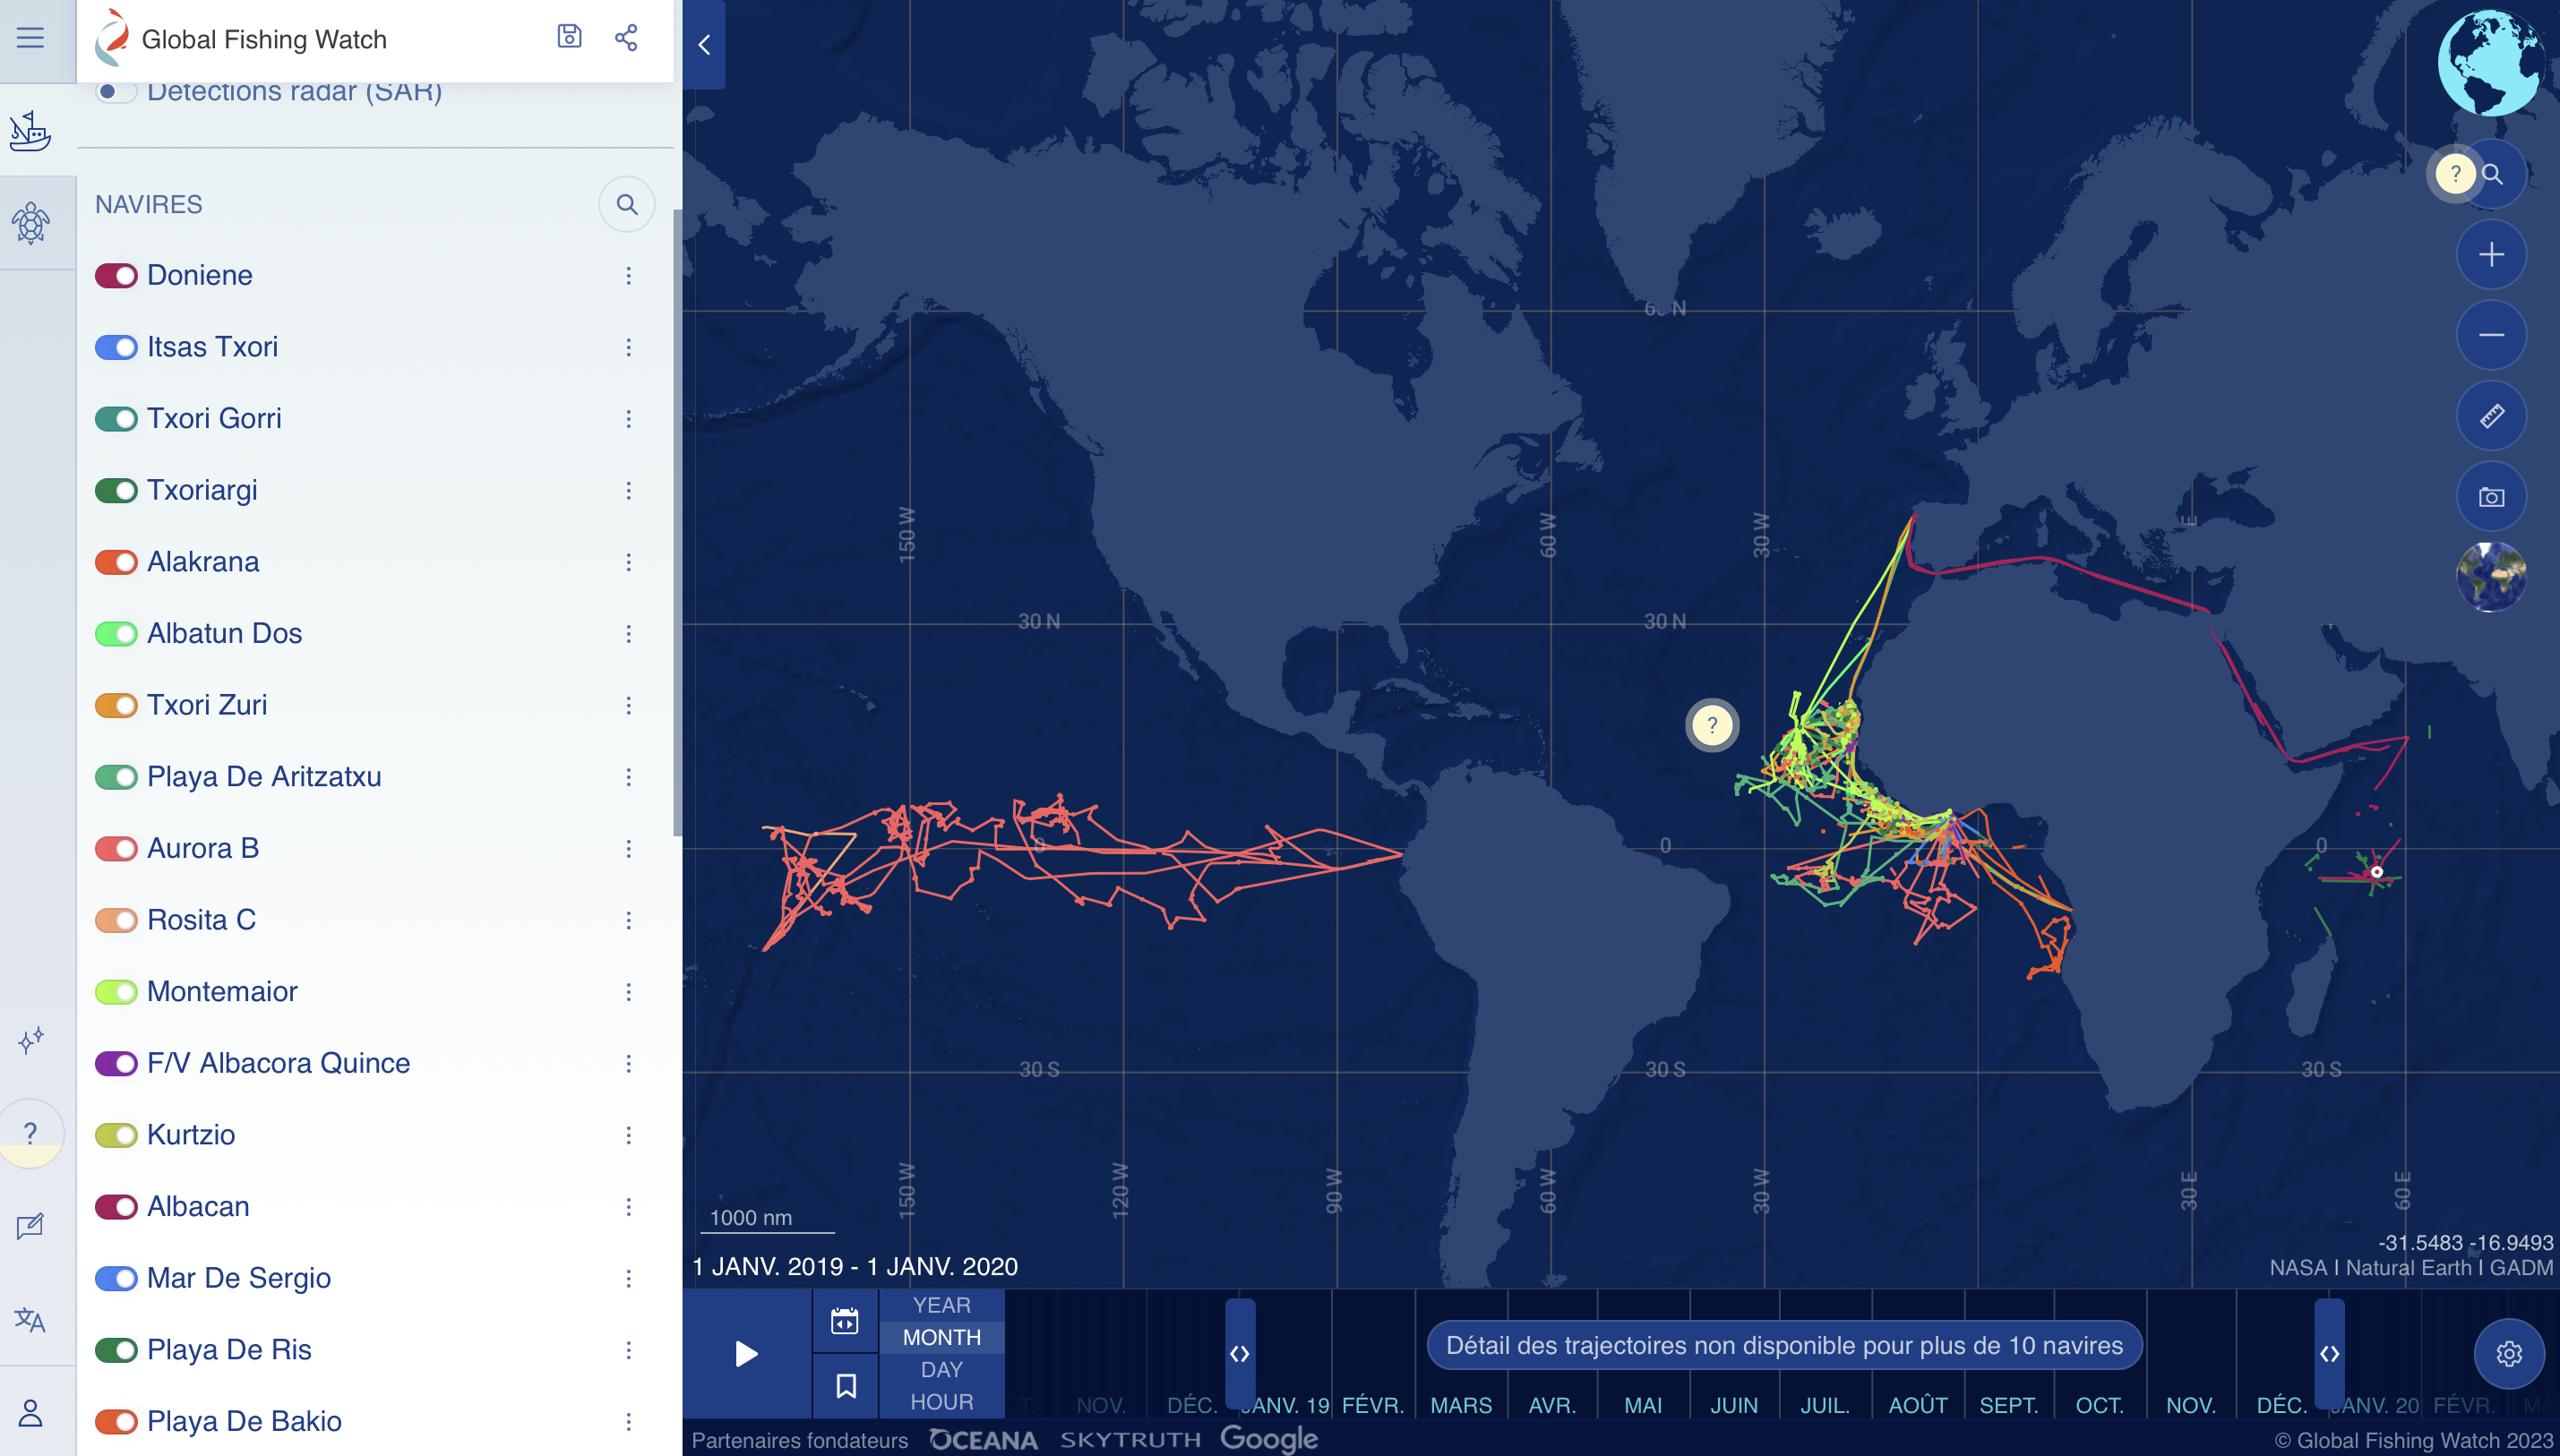 Global Fishing Watch
Détections radar (SAR)
NAVIRES
Doniene
Itsas Txori
Txori Gorri
Txoriargi
Alakrana
Albatun Dos
Txori Zuri
Playa De Aritzatxu
Aurora B
Rosita C
Montemaior
F/V Albacora Quince
Kurtzio
Albacan
Mar De Sergio
Playa De Ris
Playa De Bakio
?
?
?
60 N
150 W
60 W
30 W
E
30 N
30 N
0
0
0
30 S
30 S
30 S
150 W
120 W
90 W
60 W
30 W
30 E
60 E
1000 nm
-31.5483 -16.9493
1 JANV. 2019 - 1 JANV. 2020
NASA | Natural Earth | GADM
YEAR
MONTH
DAY
HOUR
Détail des trajectoires non disponible pour plus de 10 navires
NOV. DÉC. JANV. 19 FÉVR. MARS AVR. MAI JUIN JUIL. AOÛT SEPT. OCT. NOV. DÉC. JANV. 20 FÉVR.
Partenaires fondateurs OCEANA SKYTRUTH Google
© Global Fishing Watch 2023